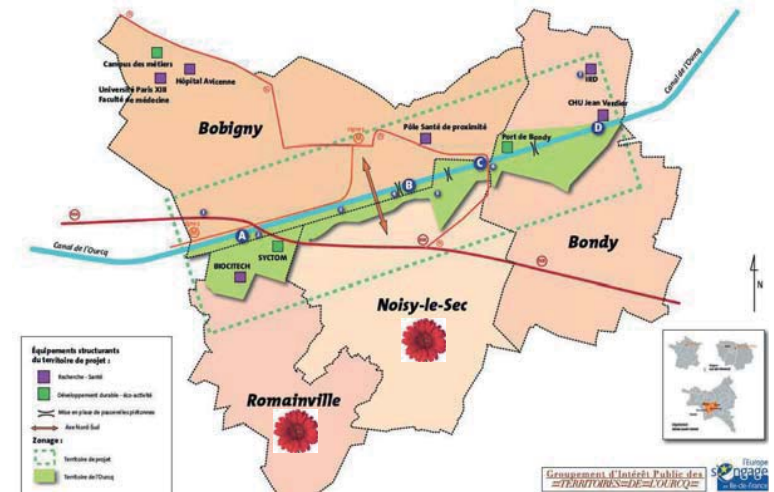 Canal de l'Ourcq
Campus des métiers
Hôpital Avicenne
Université Paris XIII
Faculté de médecine
Bobigny
IRD
CHU Jean Verdier
Pôle Santé de proximité
Port de Bondy
D
C
B
A
Canal de l'Ourcq
BIOCITECH
SYCTOM
Bondy
Noisy-le-Sec
Romainville
N
Équipements structurants
du territoire de projet :
Recherche - Santé
Développement durable - éco-activité
Mise en place de passerelles piétonnes
Axe Nord Sud
Zonage :
Territoire de projet
Territoire de l'Ourcq
Groupement d'Intérêt Public des
TERRITOIRES DE L'OURCQ
l'Europe
s'engage
en Île-de-France